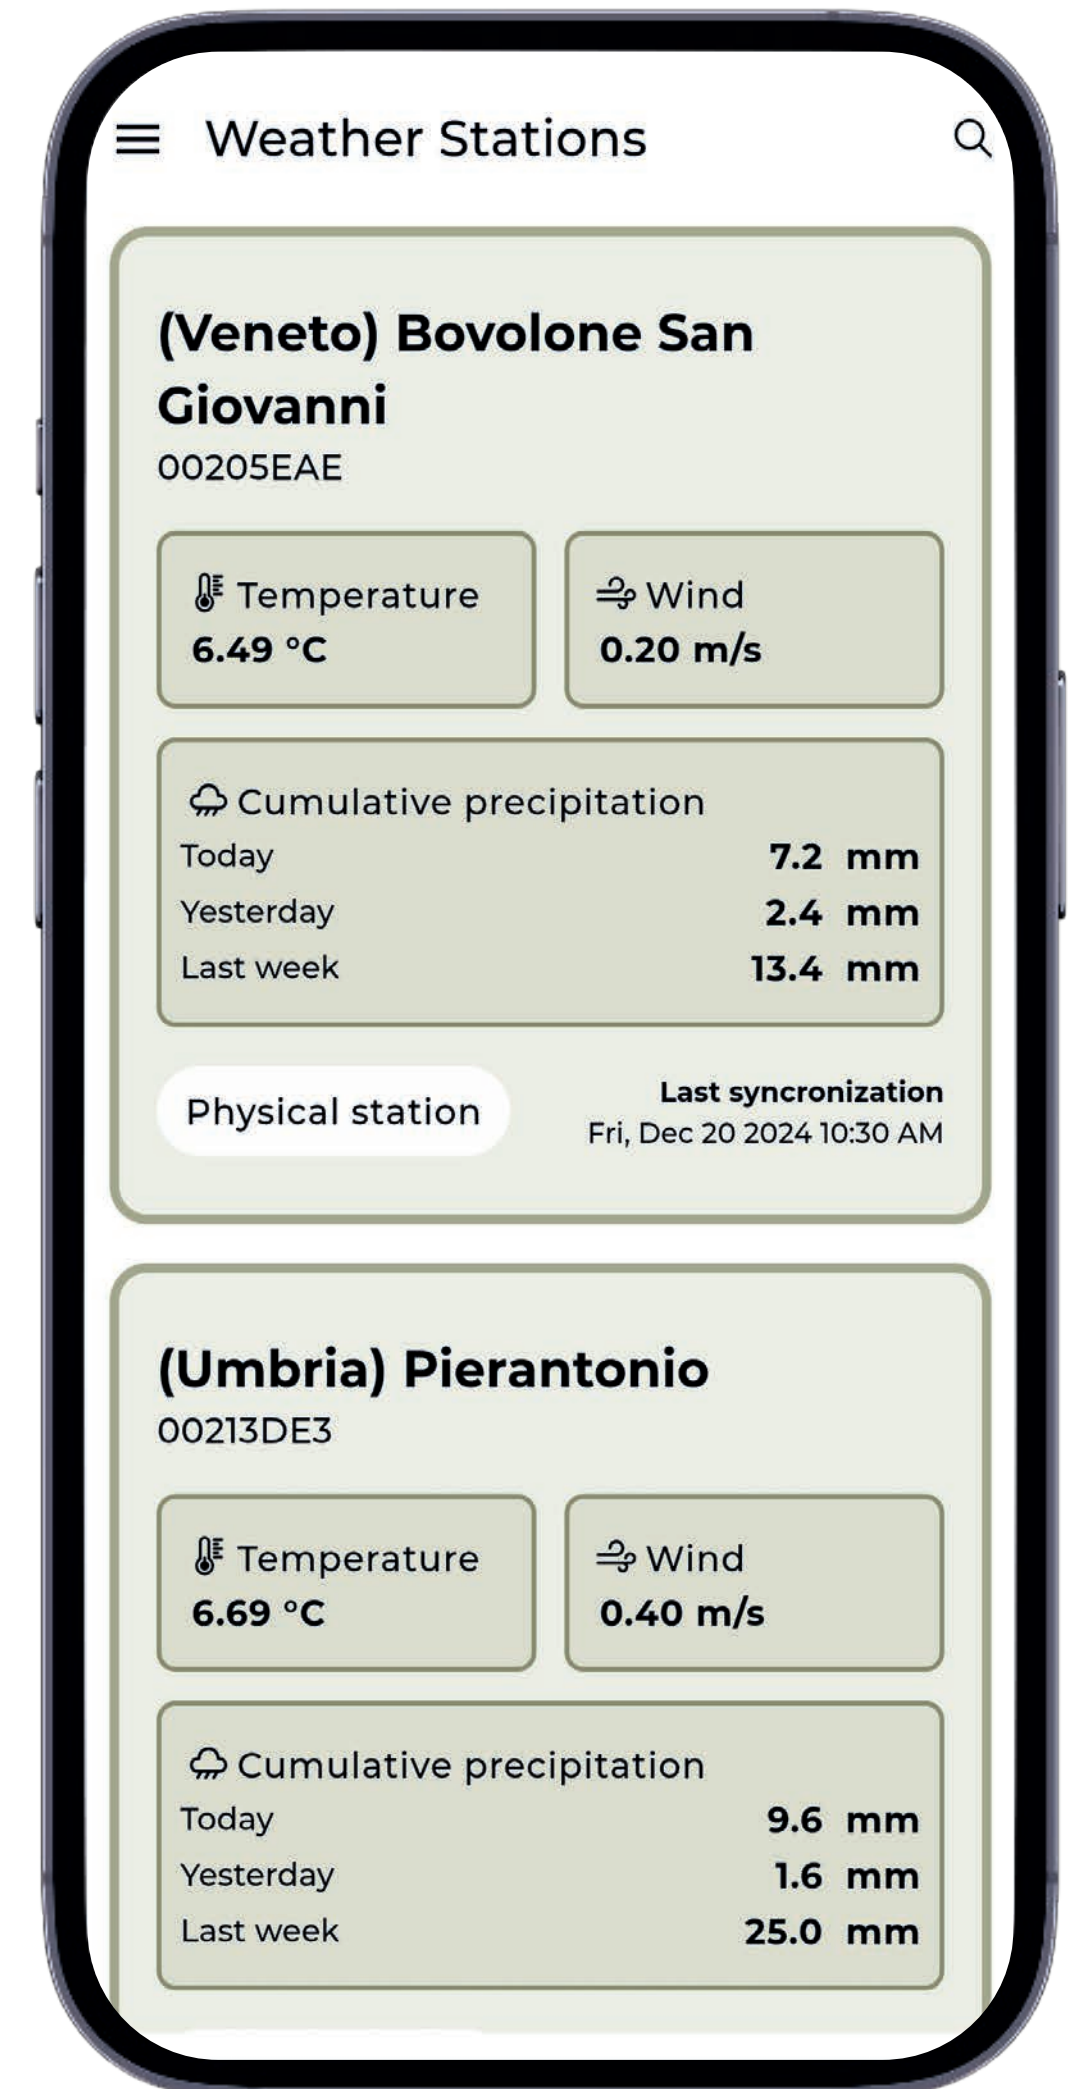 Weather Stations
(Veneto) Bovolone San
Giovanni
00205EAE
Temperature
6.49 °C
Wind
0.20 m/s
Cumulative precipitation
Today 7.2 mm
Yesterday 2.4 mm
Last week 13.4 mm
Physical station
Last syncronization
Fri, Dec 20 2024 10:30 AM
(Umbria) Pierantonio
00213DE3
Temperature
6.69 °C
Wind
0.40 m/s
Cumulative precipitation
Today 9.6 mm
Yesterday 1.6 mm
Last week 25.0 mm